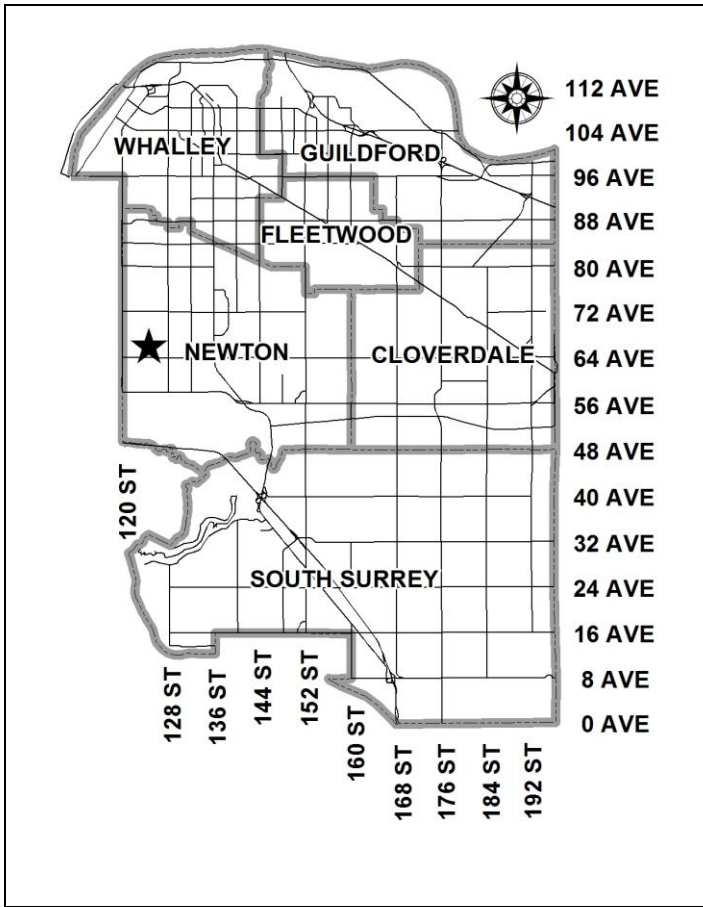 112 AVE
104 AVE
WHALLEY
GUILDFORD
96 AVE
88 AVE
FLEETWOOD
80 AVE
72 AVE
NEWTON
CLOVERDALE
64 AVE
56 AVE
48 AVE
120 ST
40 AVE
32 AVE
SOUTH SURREY
24 AVE
16 AVE
8 AVE
0 AVE
128 ST
136 ST
144 ST
152 ST
160 ST
168 ST
176 ST
184 ST
192 ST